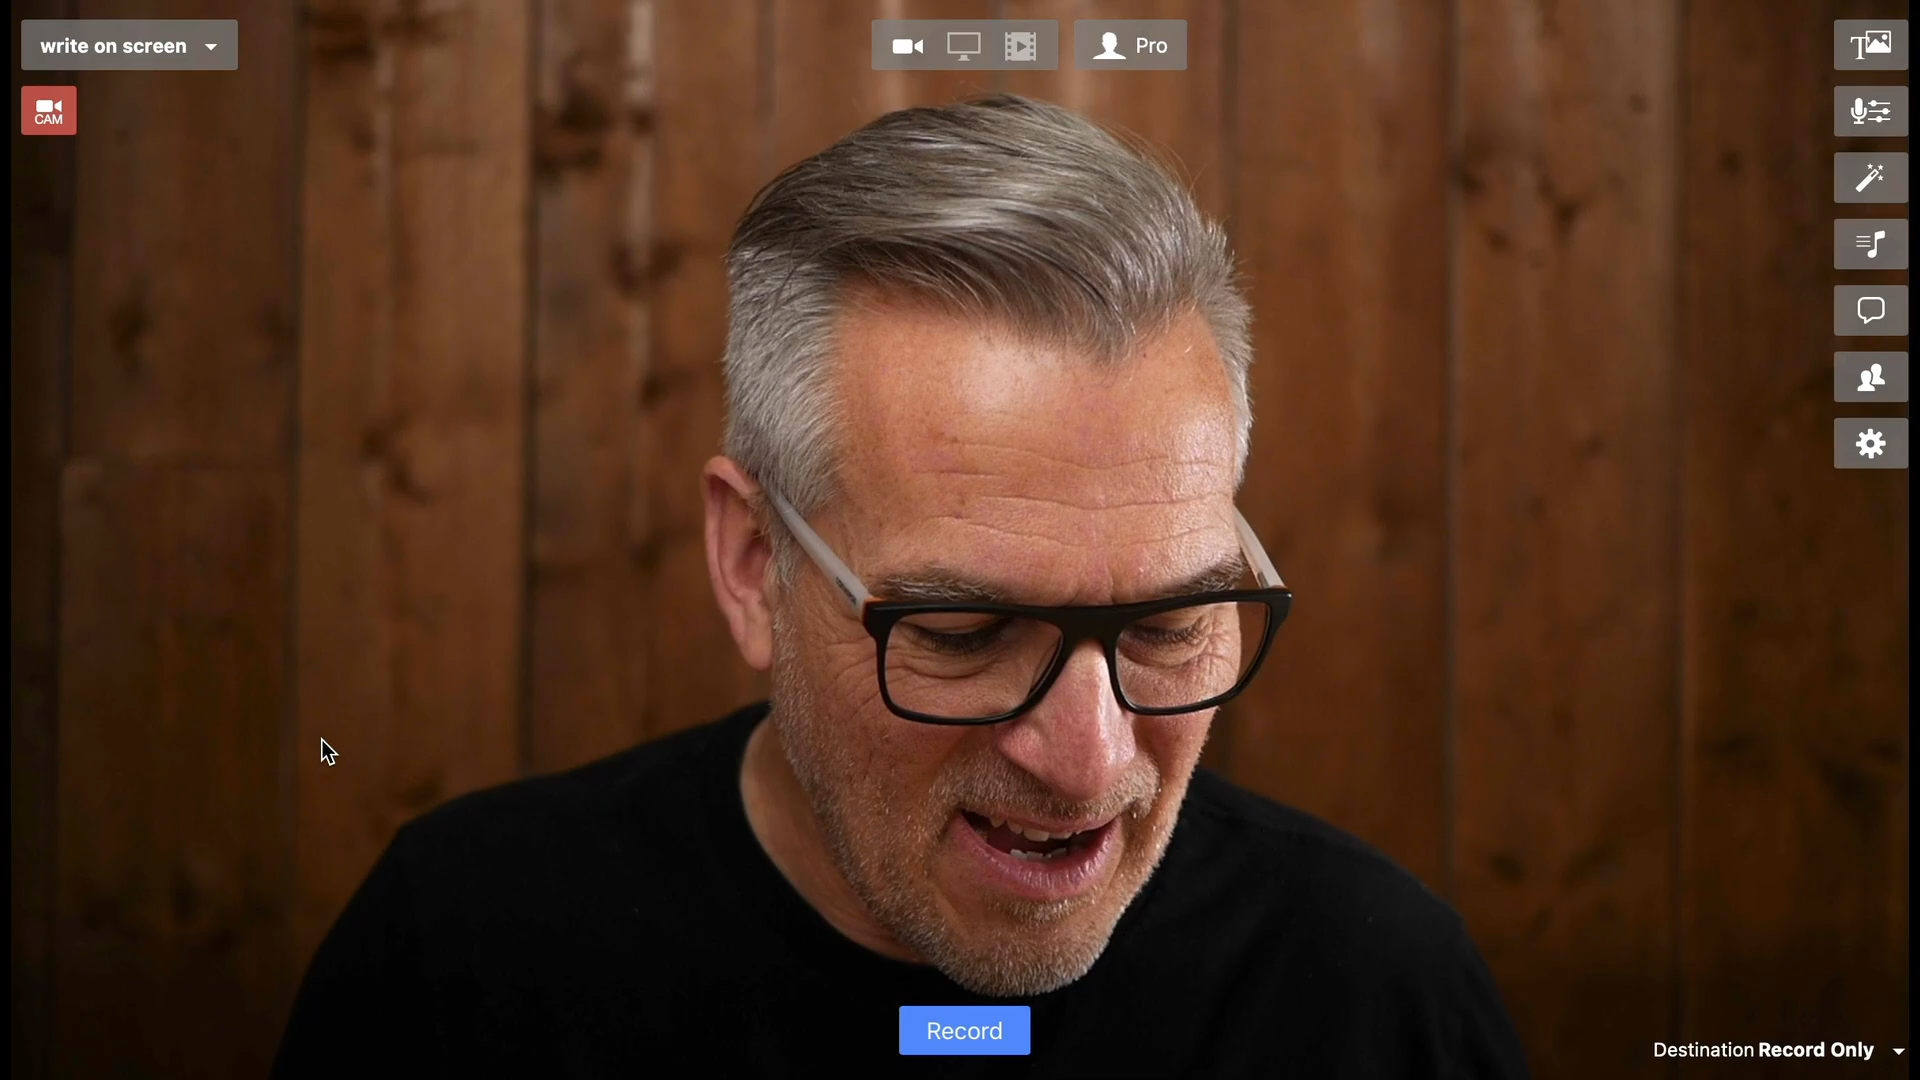 write on screen
Pro
T
CAM
Record
Destination Record Only